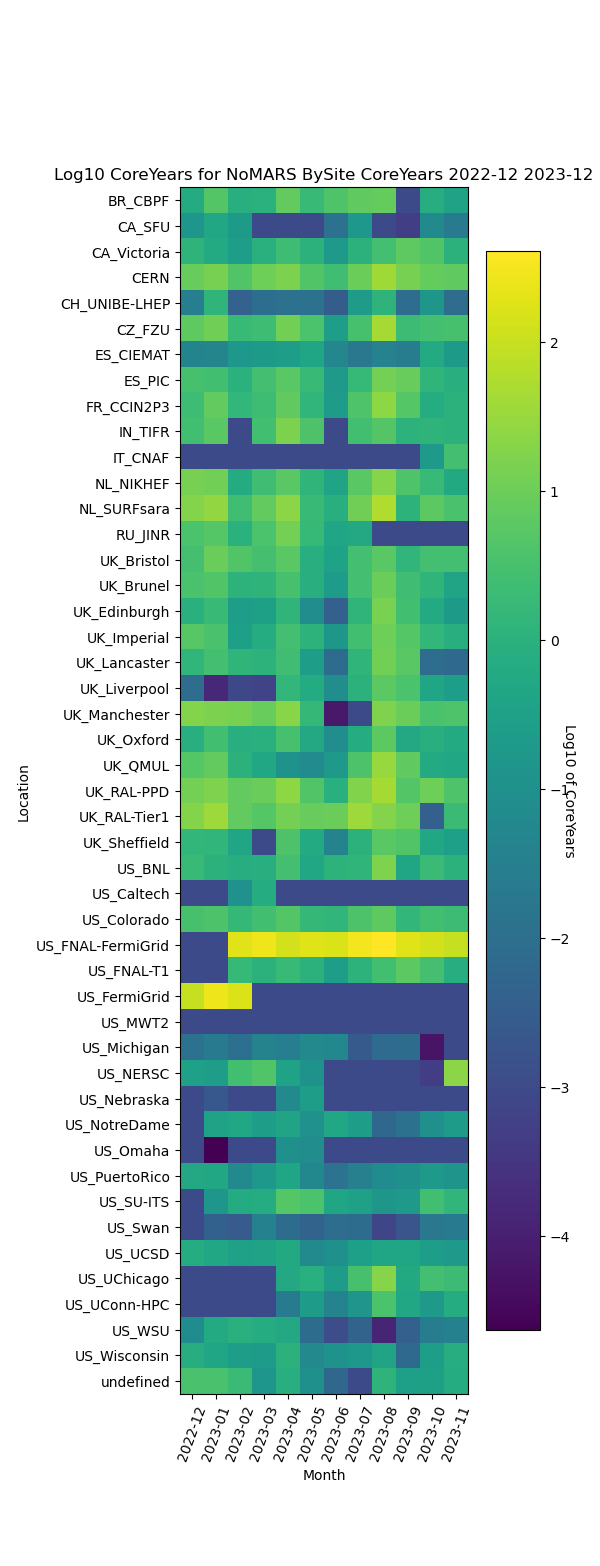 Log10 CoreYears for NoMARS BySite CoreYears 2022-12 2023-12
BR_CBPF
CA_SFU
CA_Victoria
CERN
CH_UNIBE-LHEP
CZ_FZU
ES_CIEMAT
ES_PIC
FR_CCIN2P3
IN_TIFR
IT_CNAF
NL_NIKHEF
NL_SURFsara
RU_JINR
UK_Bristol
UK_Brunel
UK_Edinburgh
UK_Imperial
UK_Lancaster
UK_Liverpool
UK_Manchester
UK_Oxford
UK_QMUL
UK_RAL-PPD
UK_RAL-Tier1
UK_Sheffield
US_BNL
US_Caltech
US_Colorado
US_FNAL-FermiGrid
US_FNAL-T1
US_FermiGrid
US_MWT2
US_Michigan
US_NERSC
US_Nebraska
US_NotreDame
US_Omaha
US_PuertoRico
US_SU-ITS
US_Swan
US_UCSD
US_UChicago
US_UConn-HPC
US_WSU
US_Wisconsin
undefined
Location
2022-12
2023-01
2023-02
2023-03
2023-04
2023-05
2023-06
2023-07
2023-08
2023-09
2023-10
2023-11
Month
2
1
0
−1
−2
−3
−4
Log10 of CoreYears